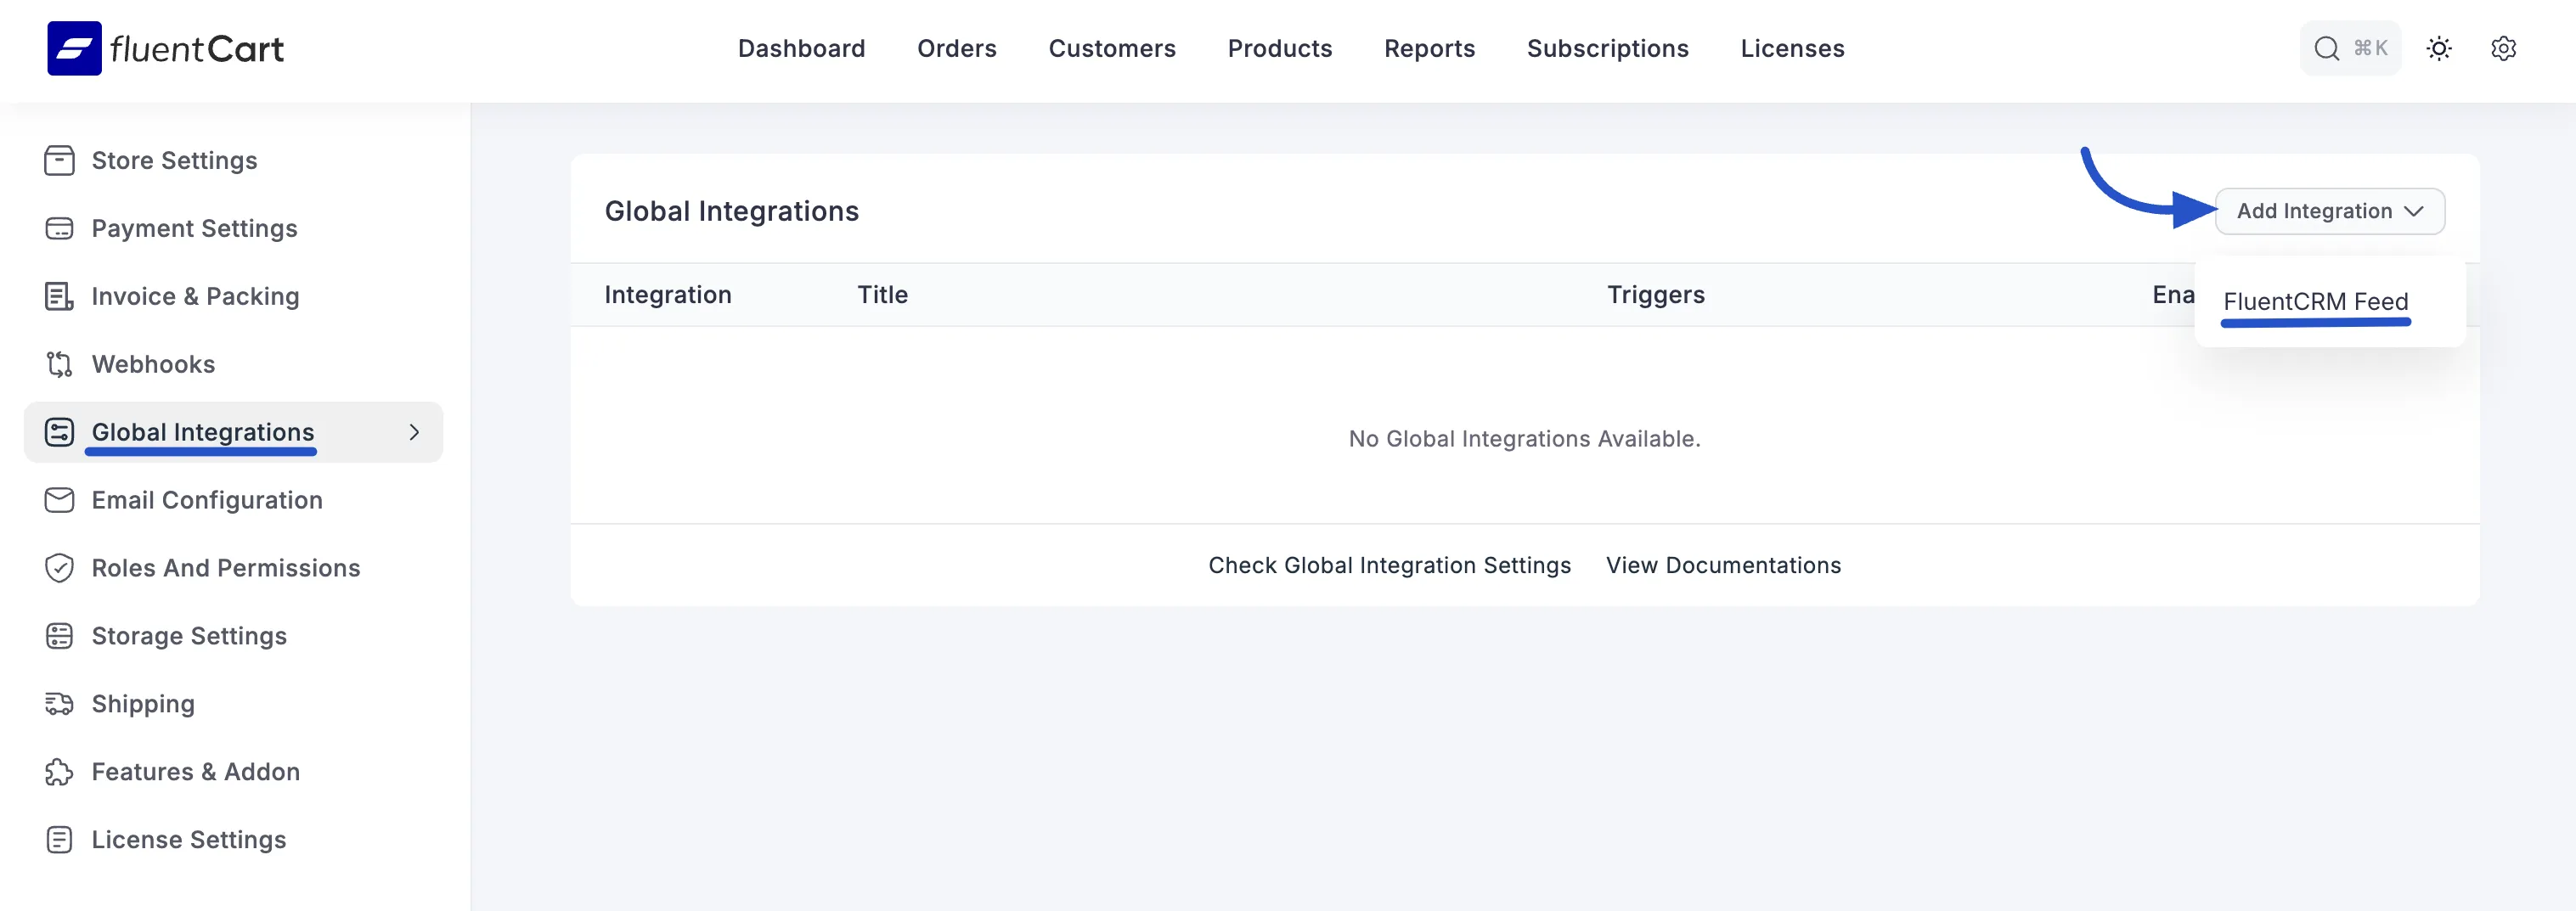 fluentCart
Dashboard Orders Customers Products Reports Subscriptions Licenses
⌘K
Store Settings
Payment Settings
Invoice & Packing
Webhooks
Global Integrations
Email Configuration
Roles And Permissions
Storage Settings
Shipping
Features & Addon
License Settings
Global Integrations
Add Integration
FluentCRM Feed
Integration Title Triggers Ena
No Global Integrations Available.
Check Global Integration Settings View Documentations